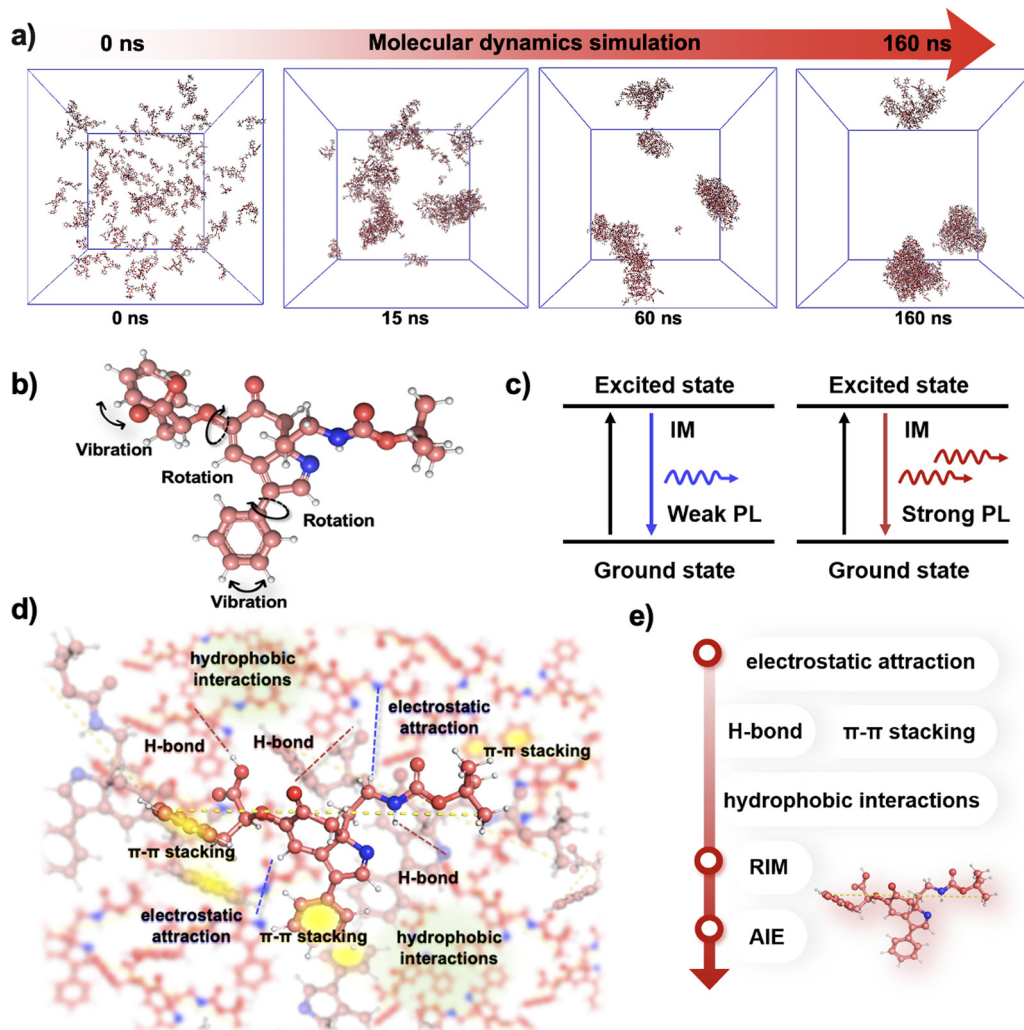 a)
0 ns
Molecular dynamics simulation
160 ns
0 ns
15 ns
60 ns
160 ns
b)
Vibration
Rotation
Rotation
Vibration
c)
Excited state
IM
Weak PL
Ground state
Excited state
IM
Strong PL
Ground state
d)
hydrophobic
interactions
H-bond
H-bond
electrostatic
attraction
π-π stacking
π-π stacking
H-bond
electrostatic
attraction
π-π stacking
hydrophobic
interactions
e)
electrostatic attraction
H-bond
π-π stacking
hydrophobic interactions
RIM
AIE